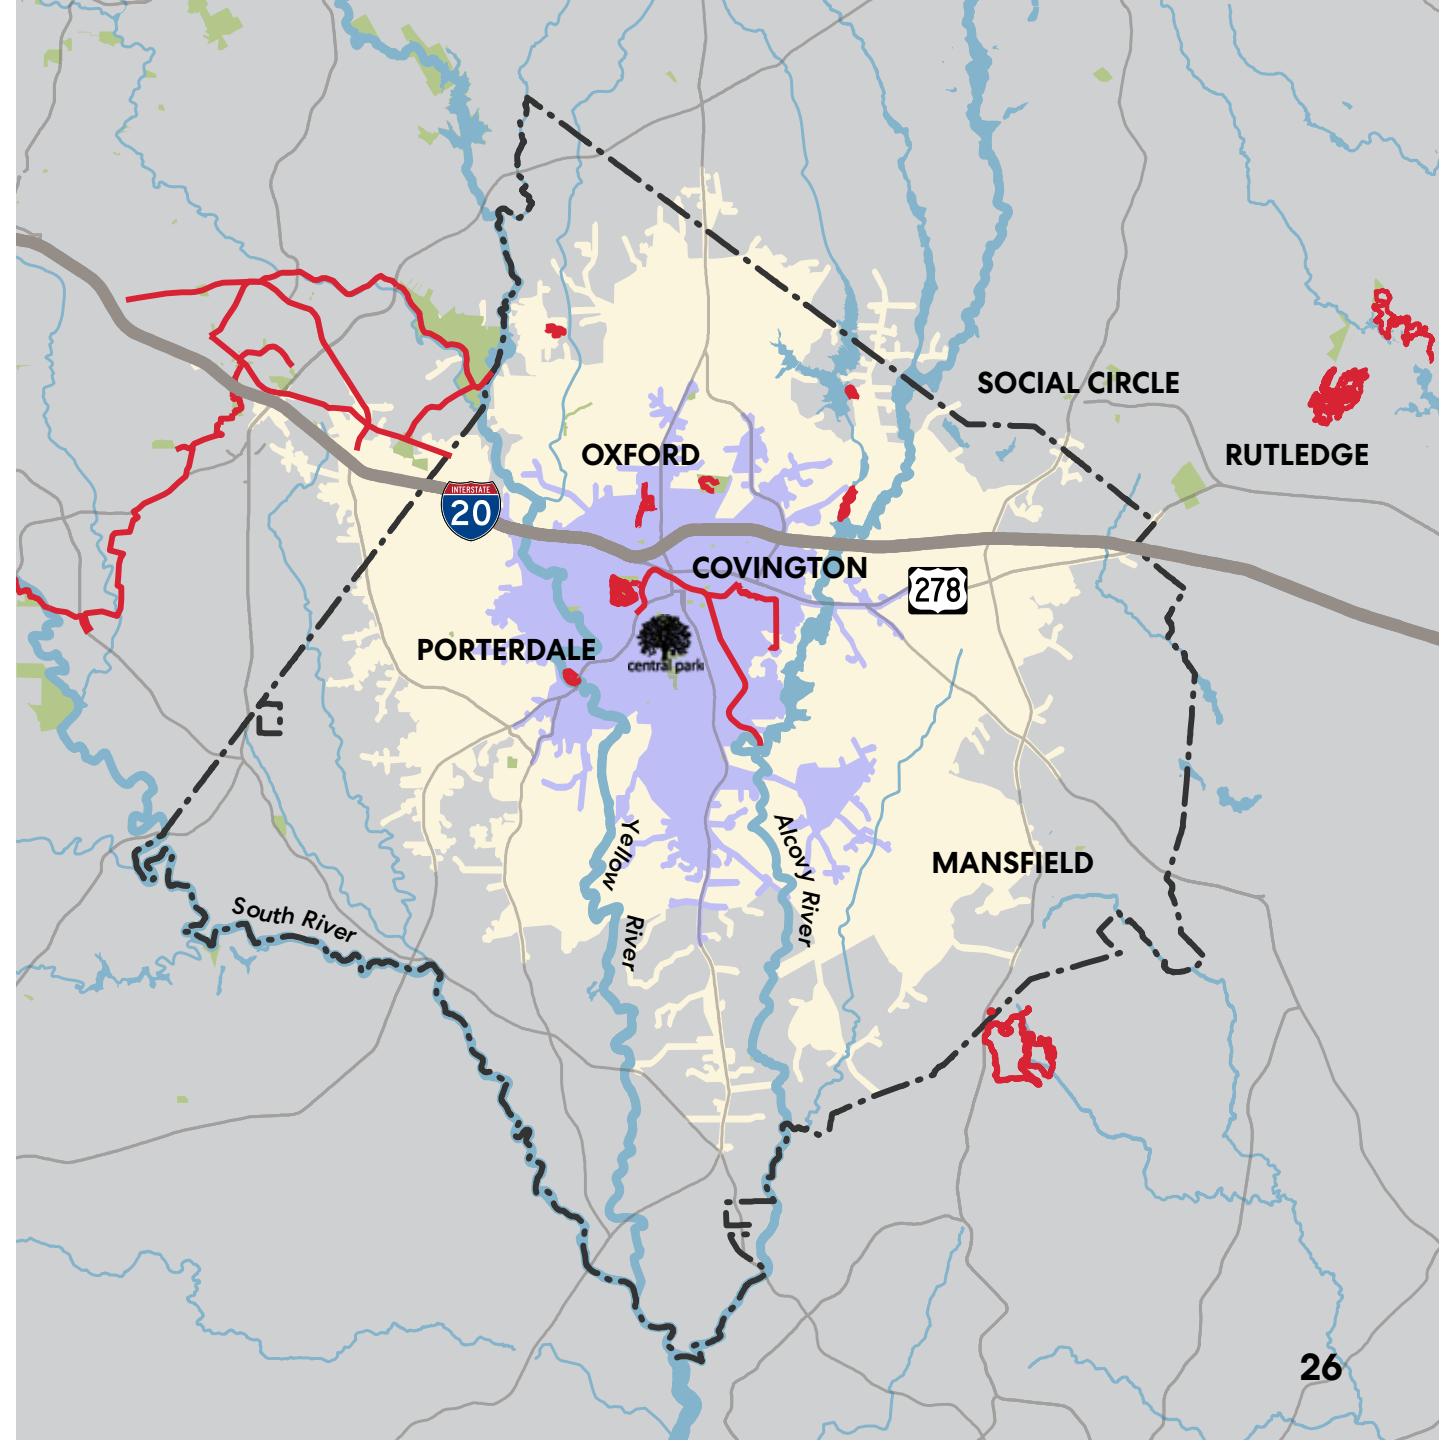 SOCIAL CIRCLE
RUTLEDGE
OXFORD
INTERSTATE
20
COVINGTON
278
PORTERDALE
central park
MANSFIELD
Yellow River
Alcovy River
South River
26